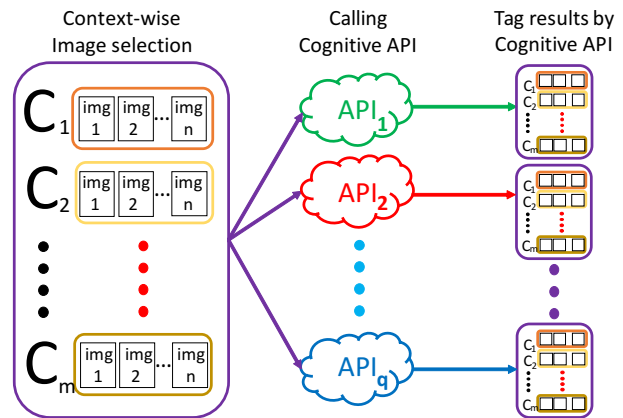 Context-wise
Image selection
Calling
Cognitive API
Tag results by
Cognitive API
C1 img 1 img 2 ... img n
C2 img 1 img 2 ... img n
Cm img 1 img 2 ... img n
API1
API2
APIq
C1
C2
Cm
C1
C2
Cm
C1
C2
Cm